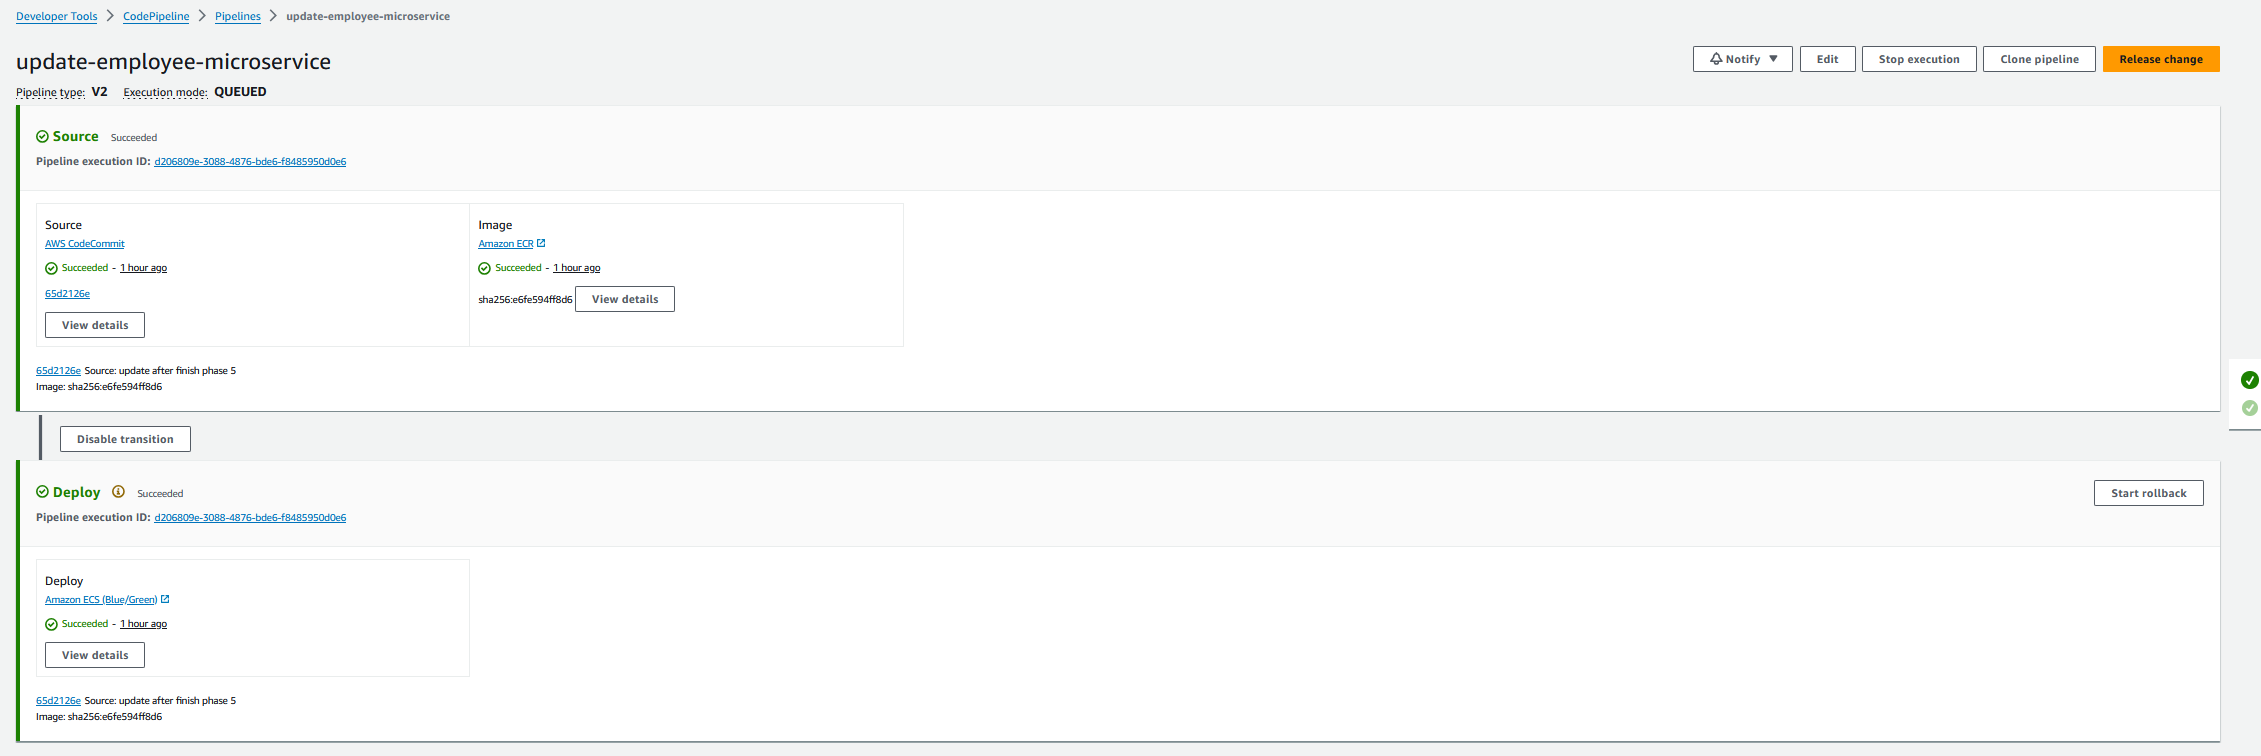 Developer Tools > CodePipeline > Pipelines > update-employee-microservice
update-employee-microservice
Notify ▼ Edit Stop execution Clone pipeline Release change
Pipeline type: V2 Execution mode: QUEUED
Source Succeeded
Pipeline execution ID: d206809e-3088-4876-bde6-f8485950d0e6
Source
AWS CodeCommit
Succeeded - 1 hour ago
65d2126e
View details
Image
Amazon ECR
Succeeded - 1 hour ago
sha256:e6fe594ff8d6 View details
65d2126e Source: update after finish phase 5
Image: sha256:e6fe594ff8d6
Disable transition
Deploy Succeeded
Start rollback
Pipeline execution ID: d206809e-3088-4876-bde6-f8485950d0e6
Deploy
Amazon ECS (Blue/Green)
Succeeded - 1 hour ago
View details
65d2126e Source: update after finish phase 5
Image: sha256:e6fe594ff8d6